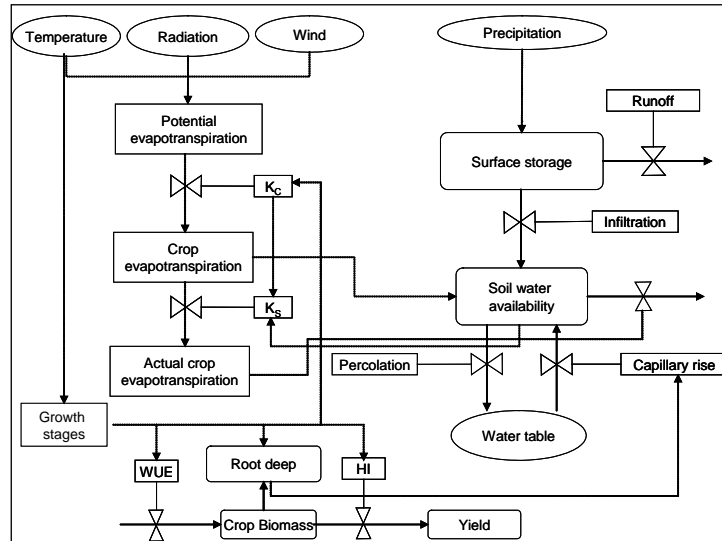 Temperature
Radiation
Wind
Precipitation
Runoff
Potential
evapotranspiration
Surface storage
Kc
Infiltration
Crop
evapotranspiration
Soil water
availability
Ks
Actual crop
evapotranspiration
Percolation
Capillary rise
Growth
stages
Water table
WUE
Root deep
HI
Crop Biomass
Yield